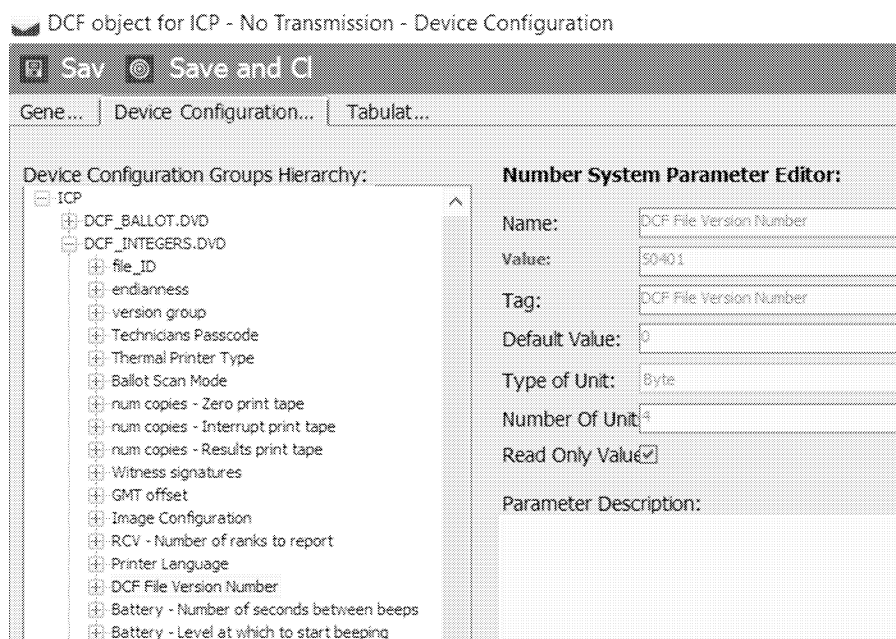 DCF object for ICP - No Transmission - Device Configuration
Sav Save and Cl
Gene... Device Configuration... Tabulat...
Device Configuration Groups Hierarchy:
ICP
DCF_BALLOT.DVD
DCF_INTEGERS.DVD
file_ID
endianness
version group
Technicians Passcode
Thermal Printer Type
Ballot Scan Mode
num copies - Zero print tape
num copies - Interrupt print tape
num copies - Results print tape
Witness signatures
GMT offset
Image Configuration
RCV - Number of ranks to report
Printer Language
DCF File Version Number
Battery - Number of seconds between beeps
Battery - Level at which to start beeping
Number System Parameter Editor:
Name: DCF File Version Number
Value: 50401
Tag: DCF File Version Number
Default Value: 0
Type of Unit: Byte
Number Of Unit 4
Read Only Value
Parameter Description: